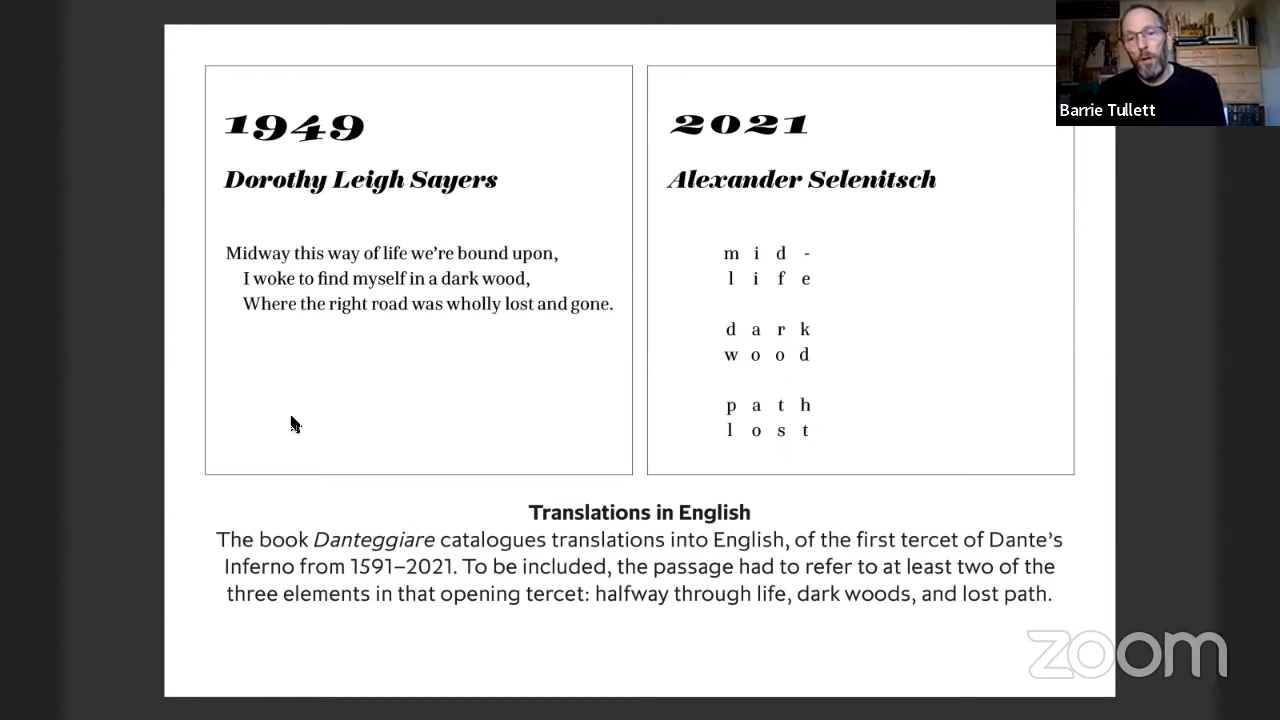 Barrie Tullett
1949
Dorothy Leigh Sayers
Midway this way of life we’re bound upon,
I woke to find myself in a dark wood,
Where the right road was wholly lost and gone.
2021
Alexander Selenitsch
m i d -
l i f e
d a r k
w o o d
p a t h
l o s t
Translations in English
The book Danteggiare catalogues translations into English, of the first tercet of Dante’s
Inferno from 1591–2021. To be included, the passage had to refer to at least two of the
three elements in that opening tercet: halfway through life, dark woods, and lost path.
zoom